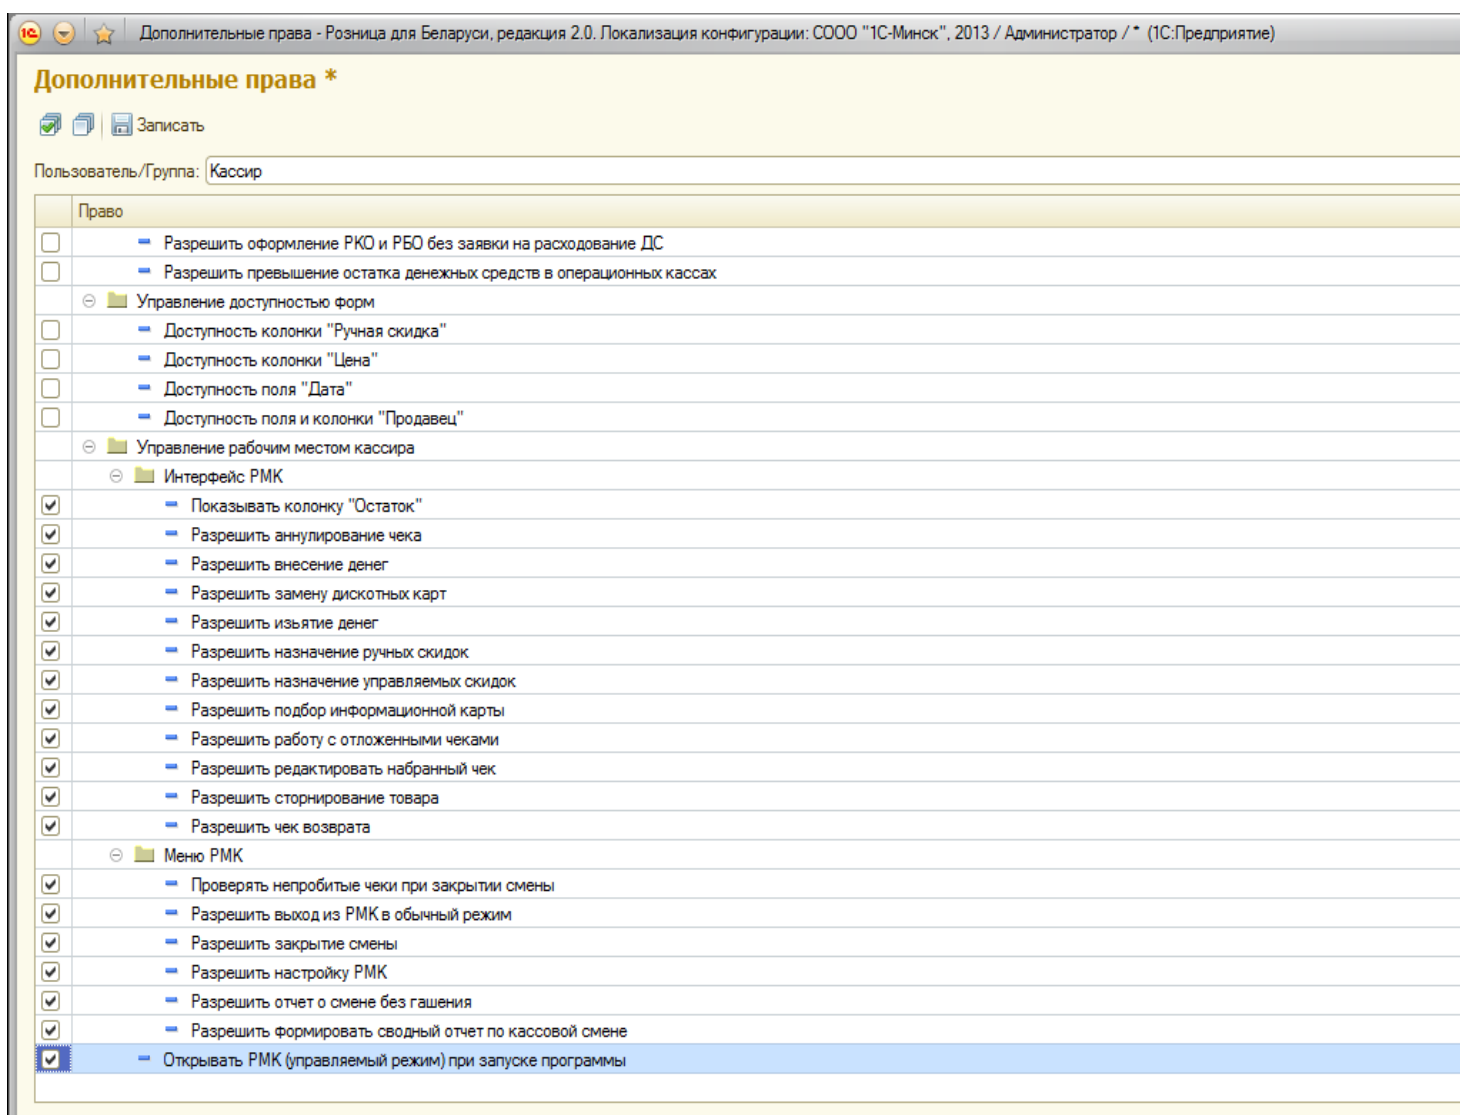 1С Дополнительные права - Розница для Беларуси, редакция 2.0. Локализация конфигурации: СООО "1С-Минск", 2013 / Администратор / * (1С:Предприятие)
Дополнительные права *
Записать
Пользователь/Группа: Кассир
Право
Разрешить оформление РКО и РБО без заявки на расходование ДС
Разрешить превышение остатка денежных средств в операционных кассах
Управление доступностью форм
Доступность колонки "Ручная скидка"
Доступность колонки "Цена"
Доступность поля "Дата"
Доступность поля и колонки "Продавец"
Управление рабочим местом кассира
Интерфейс РМК
Показывать колонку "Остаток"
Разрешить аннулирование чека
Разрешить внесение денег
Разрешить замену дискотных карт
Разрешить изьятие денег
Разрешить назначение ручных скидок
Разрешить назначение управляемых скидок
Разрешить подбор информационной карты
Разрешить работу с отложенными чеками
Разрешить редактировать набранный чек
Разрешить сторнирование товара
Разрешить чек возврата
Меню РМК
Проверять непробитые чеки при закрытии смены
Разрешить выход из РМК в обычный режим
Разрешить закрытие смены
Разрешить настройку РМК
Разрешить отчет о смене без гашения
Разрешить формировать сводный отчет по кассовой смене
Открывать РМК (управляемый режим) при запуске программы